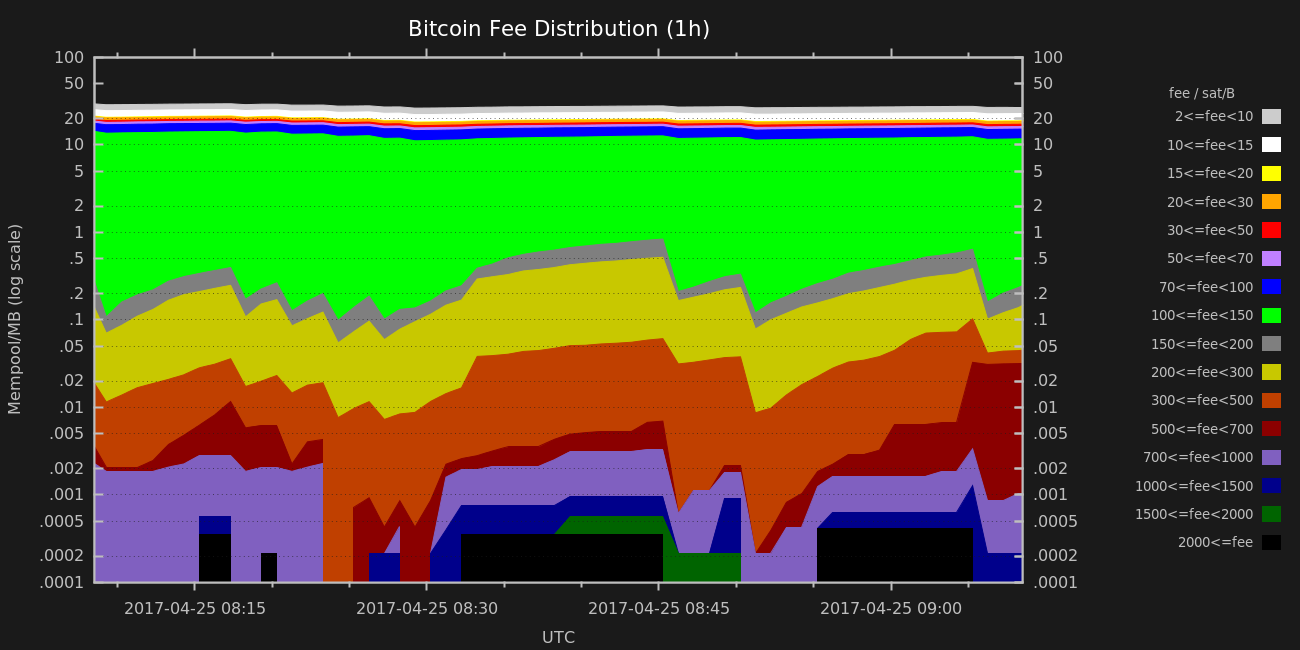 Bitcoin Fee Distribution (1h)
Mempool/MB (log scale)
100
50
20
10
5
2
1
.5
.2
.1
.05
.02
.01
.005
.002
.001
.0005
.0002
.0001
100
50
20
10
5
2
1
.5
.2
.1
.05
.02
.01
.005
.002
.001
.0005
.0002
.0001
2017-04-25 08:15 2017-04-25 08:30 2017-04-25 08:45 2017-04-25 09:00
UTC
fee / sat/B
2<=fee<10
10<=fee<15
15<=fee<20
20<=fee<30
30<=fee<50
50<=fee<70
70<=fee<100
100<=fee<150
150<=fee<200
200<=fee<300
300<=fee<500
500<=fee<700
700<=fee<1000
1000<=fee<1500
1500<=fee<2000
2000<=fee